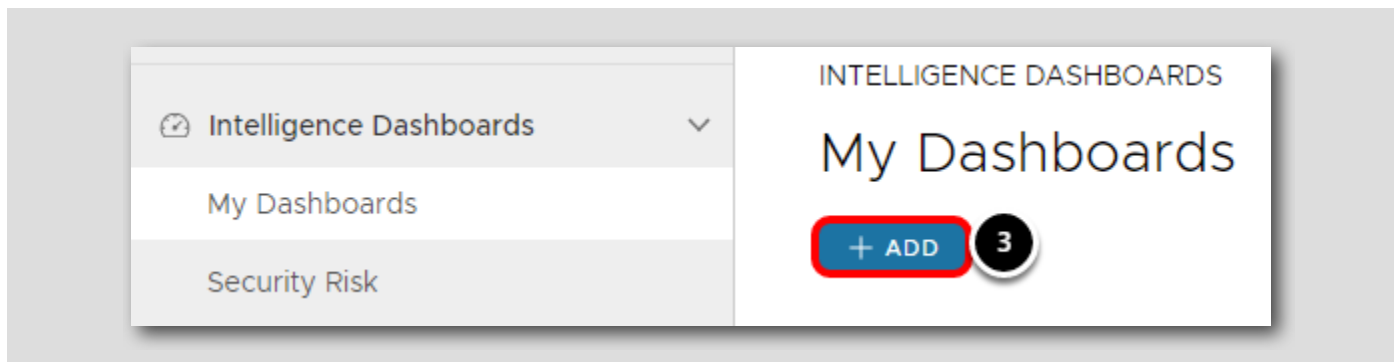 Intelligence Dashboards
My Dashboards
Security Risk
INTELLIGENCE DASHBOARDS
My Dashboards
+ ADD
3